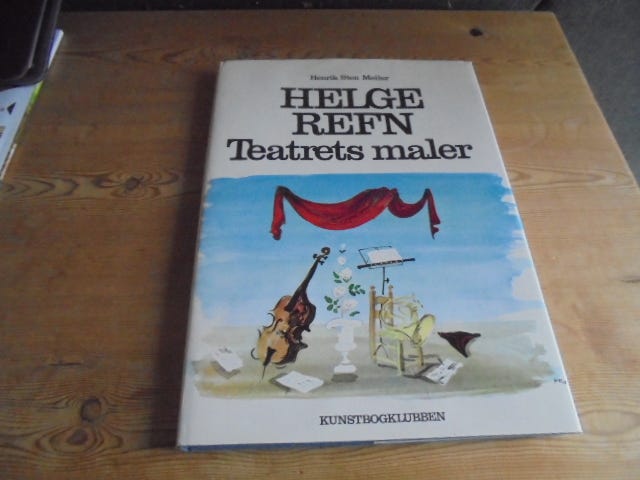 Henrik Sten Møller
HELGE
REFN
Teatrets maler
KUNSTBOGKLUBBEN